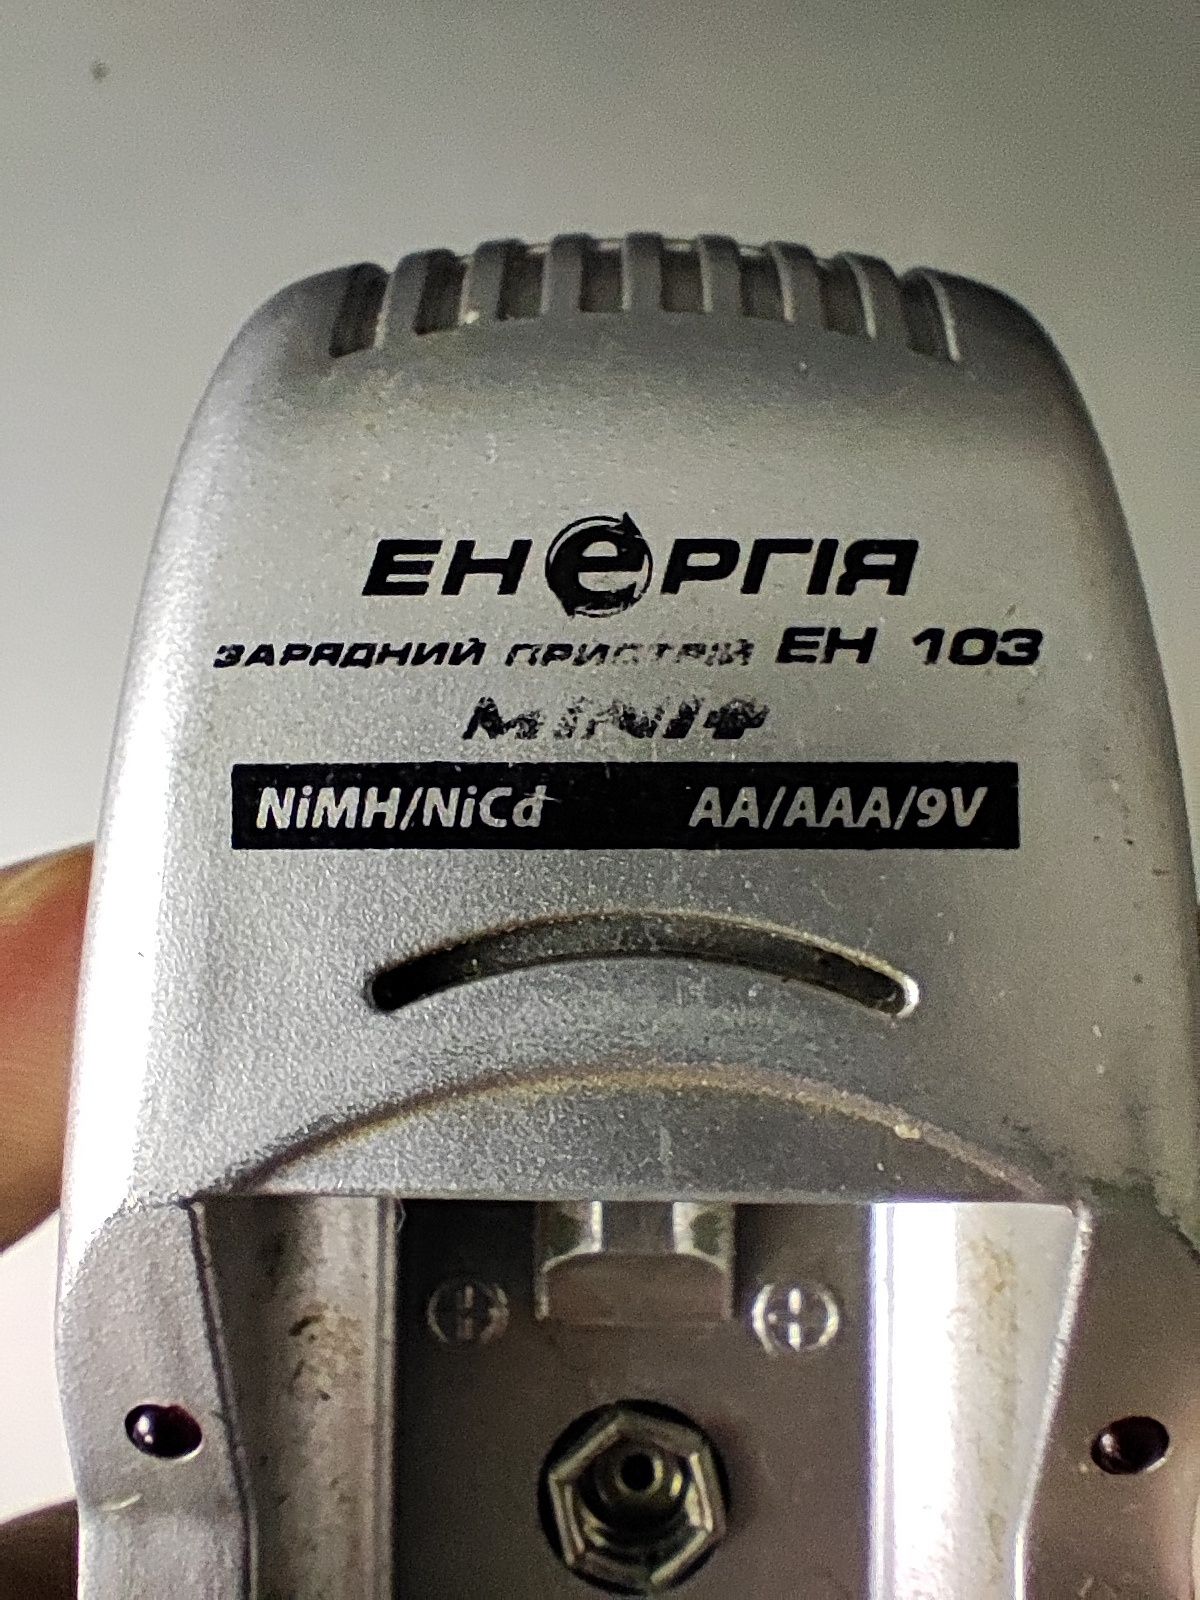 ЕНеРГІЯ
ЗАРЯДНИЙ ПРИСТРІЙ ЕН 103
NiMH/NiCd AA/AAA/9V